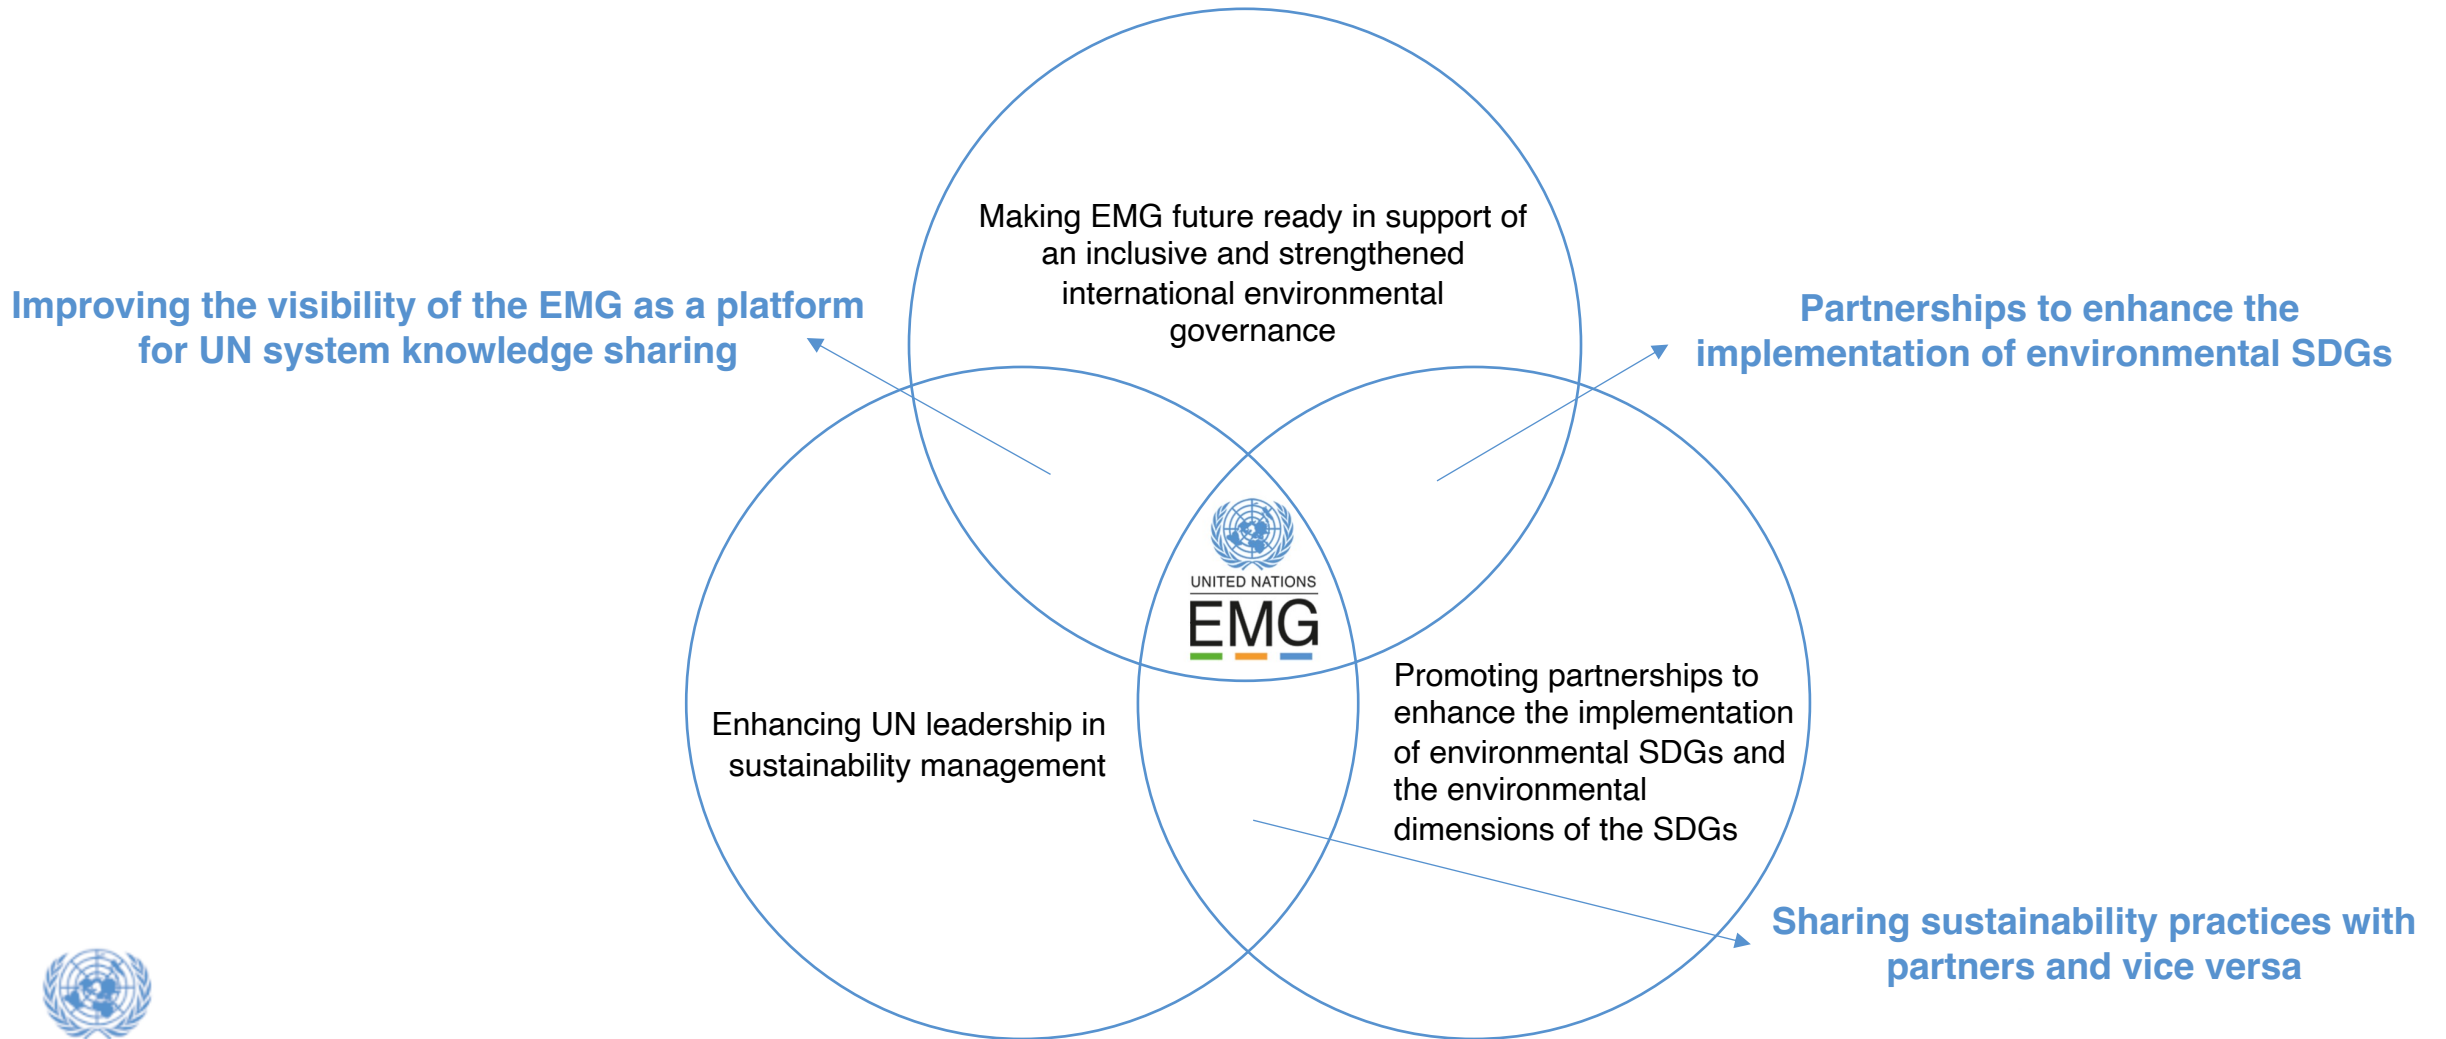 Making EMG future ready in support of
an inclusive and strengthened
international environmental
governance
Improving the visibility of the EMG as a platform
for UN system knowledge sharing
Partnerships to enhance the
implementation of environmental SDGs
UNITED NATIONS
EMG
Enhancing UN leadership in
sustainability management
Promoting partnerships to
enhance the implementation
of environmental SDGs and
the environmental
dimensions of the SDGs
Sharing sustainability practices with
partners and vice versa